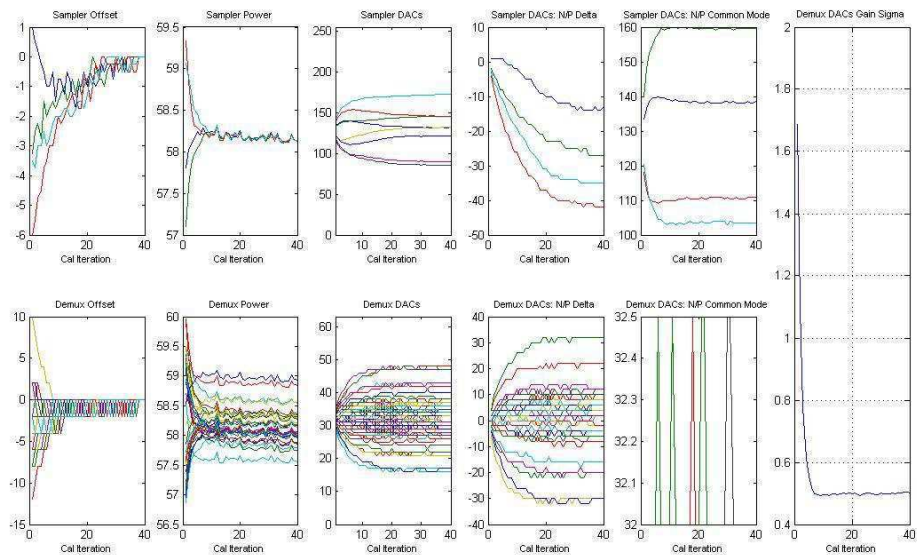 Sampler Offset
1
0
-1
-2
-3
-4
-5
-6
0 20 40
Cal Iteration
Sampler Power
59.5
59
58.5
58
57.5
57
0 20 40
Cal Iteration
Sampler DACs
250
200
150
100
50
0
10 20 30 40
Cal Iteration
Sampler DACs: N/P Delta
10
0
-10
-20
-30
-40
-50
0 20 40
Cal Iteration
Sampler DACs: N/P Common Mode
160
150
140
130
120
110
100
0 20 40
Cal Iteration
Demux DACs Gain Sigma
2
1.8
1.6
1.4
1.2
1
0.8
0.6
0.4
0 20 40
Cal Iteration
Demux Offset
10
5
0
-5
-10
-15
0 20 40
Cal Iteration
Demux Power
60
59.5
59
58.5
58
57.5
57
56.5
0 20 40
Cal Iteration
Demux DACs
60
50
40
30
20
10
0
10 20 30 40
Cal Iteration
Demux DACs: N/P Delta
40
30
20
10
0
-10
-20
-30
-40
0 20 40
Cal Iteration
Demux DACs: N/P Common Mode
32.5
32.4
32.3
32.2
32.1
32
0 20 40
Cal Iteration